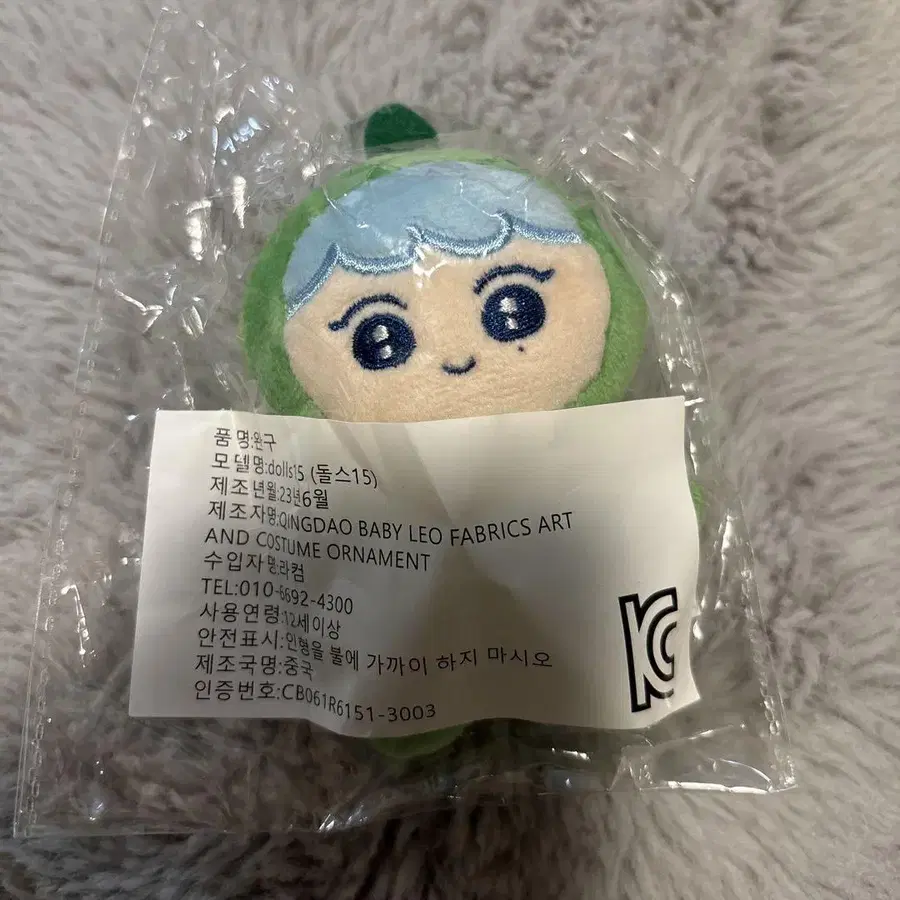 품 명:완구
모 델 명:dolls15 (돌스15)
제조년월:23년6월
제조자명:QINGDAO BABY LEO FABRICS ART
AND COSTUME ORNAMENT
수입자 명:라컴
TEL:010-6692-4300
사용연령:12세이상
안전표시:인형을 불에 가까이 하지 마시오
제조국명:중국
인증번호:CB061R6151-3003
KC